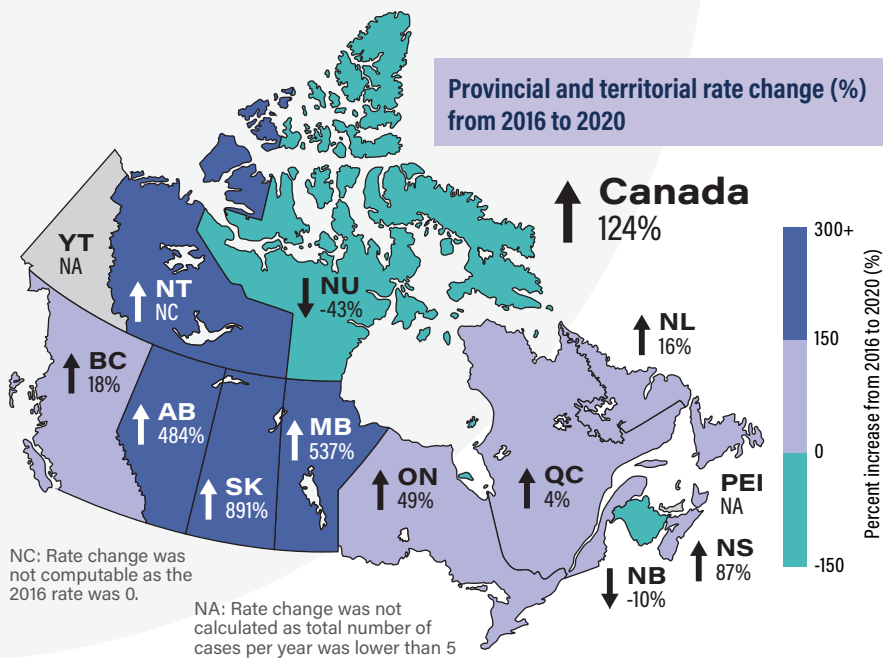 Provincial and territorial rate change (%)
from 2016 to 2020
Canada
124%
YT
NA
NT
NC
NU
-43%
BC
18%
AB
484%
SK
891%
MB
537%
ON
49%
QC
4%
NL
16%
PEI
NA
NS
87%
NB
-10%
300+
150
0
-150
Percent increase from 2016 to 2020 (%)
NC: Rate change was
not computable as the
2016 rate was 0.
NA: Rate change was not
calculated as total number of
cases per year was lower than 5